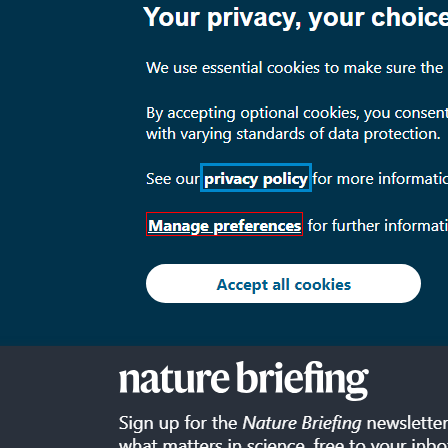 Your privacy, your choice
We use essential cookies to make sure the
By accepting optional cookies, you consent
with varying standards of data protection.
See our privacy policy for more informatio
Manage preferences for further informati
Accept all cookies
nature briefing
Sign up for the Nature Briefing newsletter
what matters in science, free to your inbo